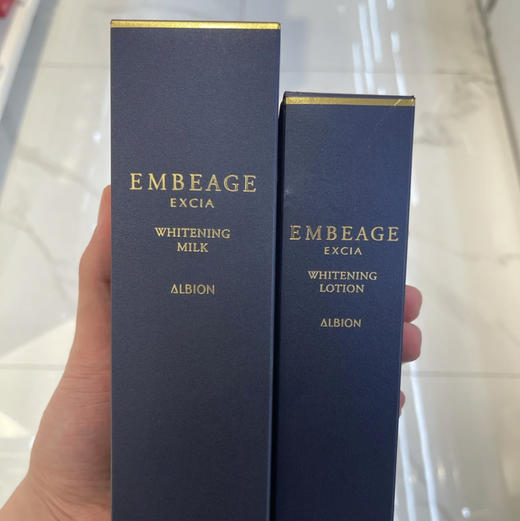 EMBEAGE
EXCIA
WHITENING
MILK
ALBION
EMBEAGE
EXCIA
WHITENING
LOTION
ALBION